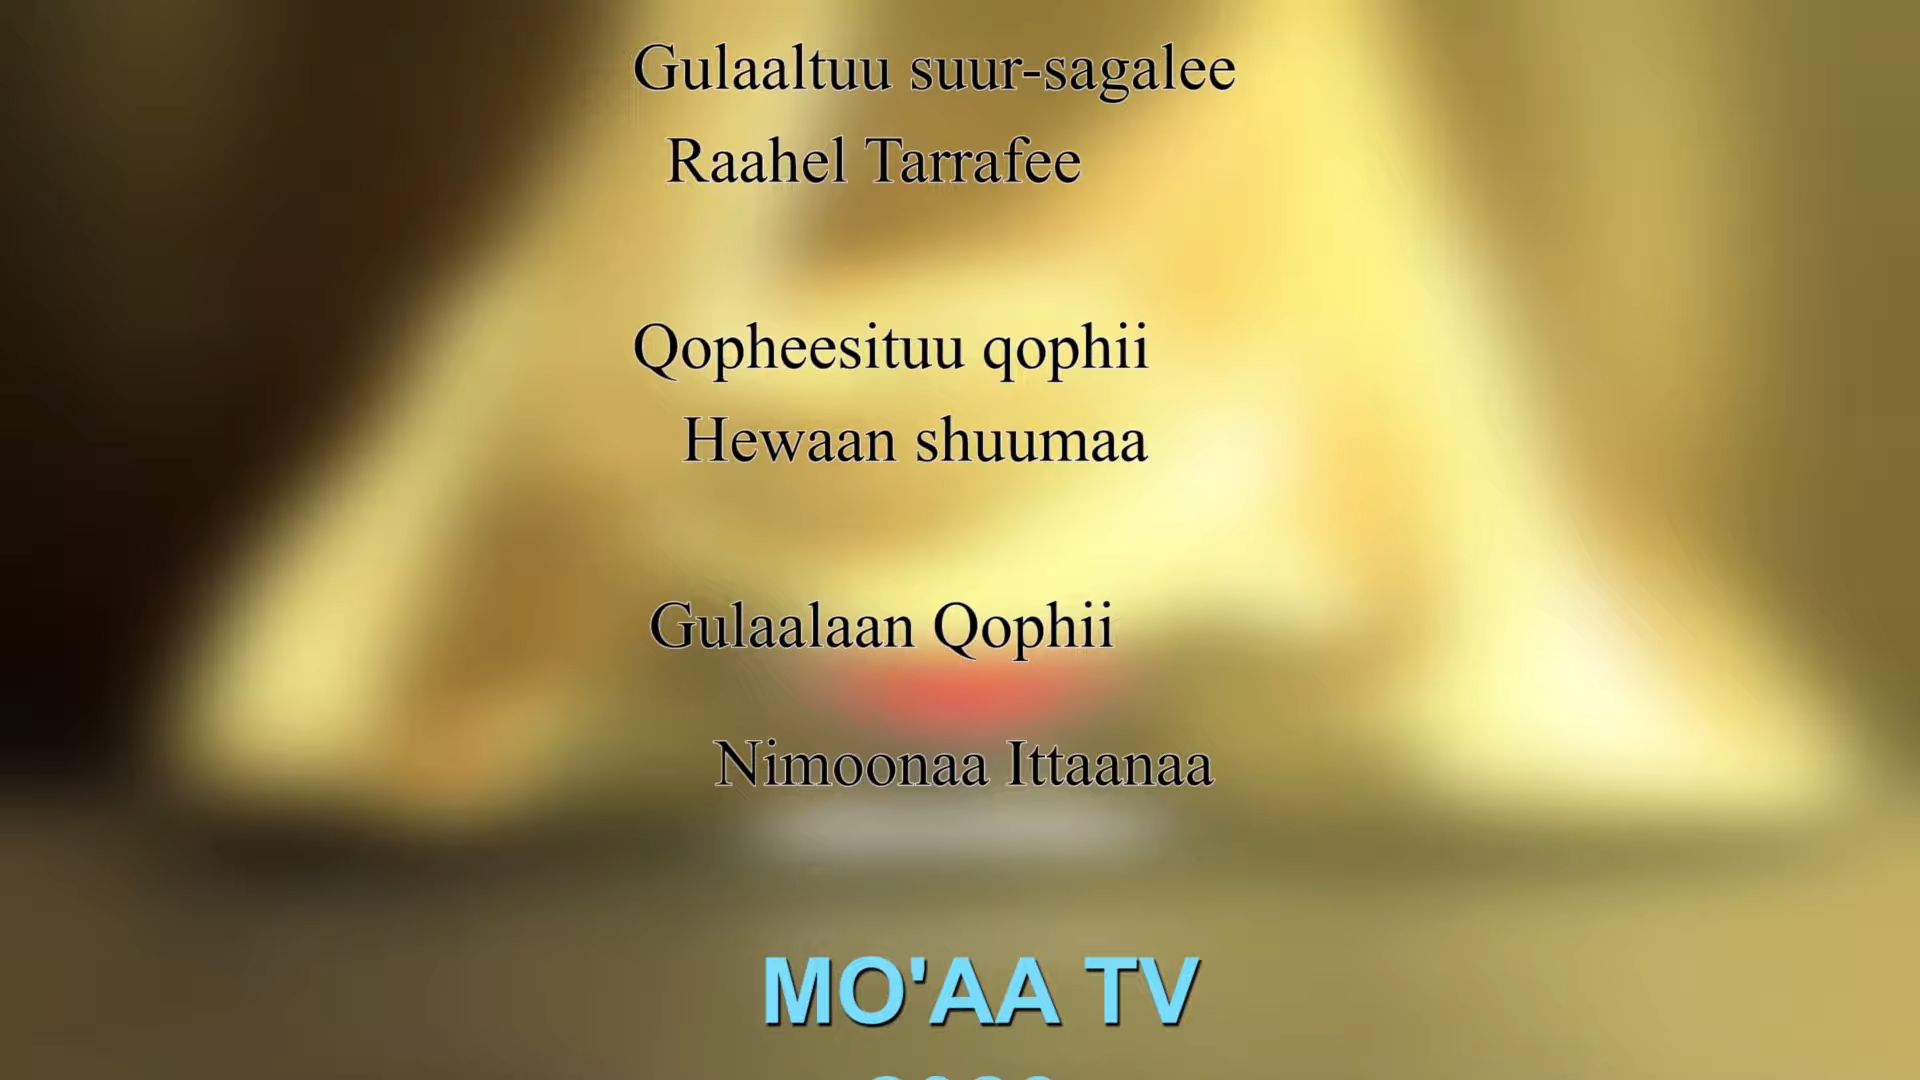 Gulaaltuu suur-sagalee
Raahel Tarrafee
Qopheesituu qophii
Hewaan shuumaa
Gulaalaan Qophii
Nimoonaa Ittaanaa
MO'AA TV